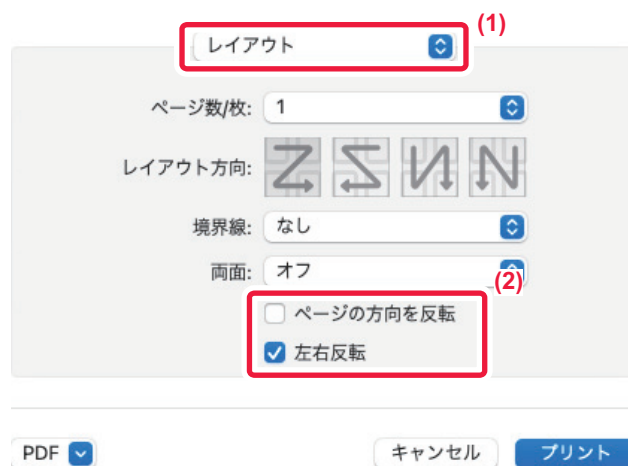 (1)
レイアウト
ページ数/枚: 1
レイアウト方向:
境界線: なし
両面: オフ
(2)
ページの方向を反転
左右反転
PDF キャンセル プリント